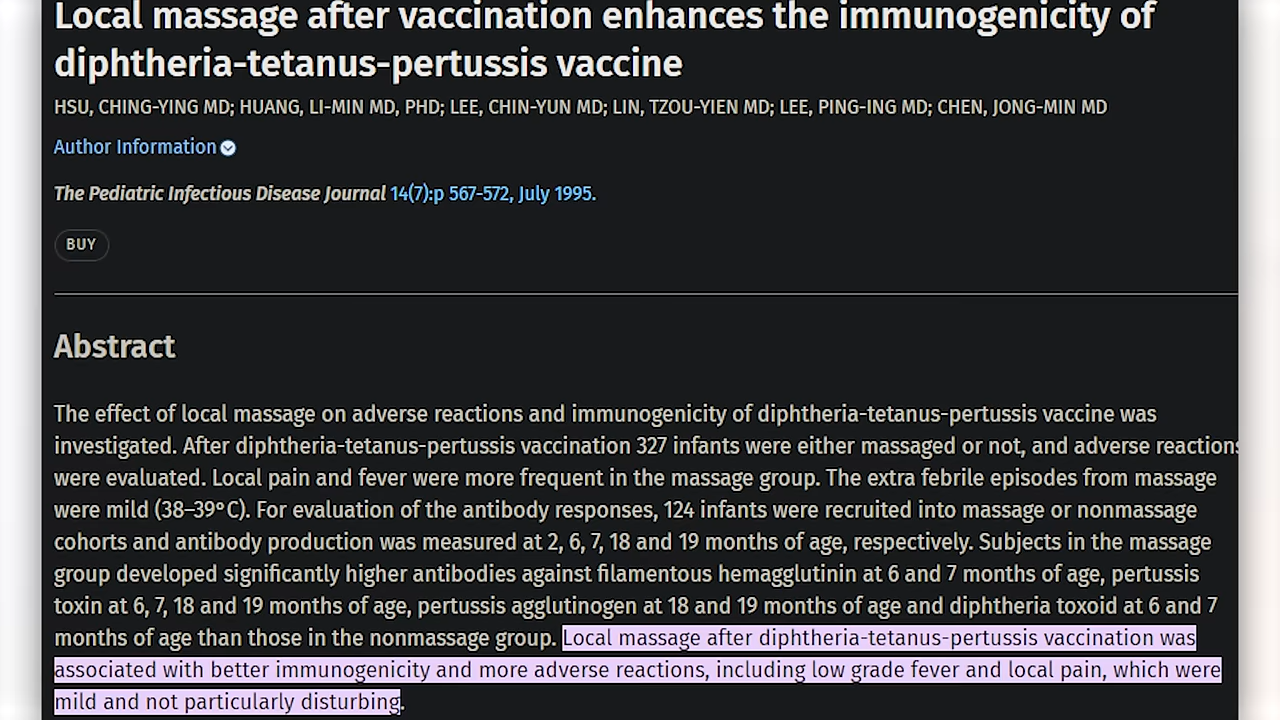 Local massage after vaccination enhances the immunogenicity of
diphtheria-tetanus-pertussis vaccine
HSU, CHING-YING MD; HUANG, LI-MIN MD, PHD; LEE, CHIN-YUN MD; LIN, TZOU-YIEN MD; LEE, PING-ING MD; CHEN, JONG-MIN MD
Author Information
The Pediatric Infectious Disease Journal 14(7):p 567-572, July 1995.
BUY
Abstract
The effect of local massage on adverse reactions and immunogenicity of diphtheria-tetanus-pertussis vaccine was
investigated. After diphtheria-tetanus-pertussis vaccination 327 infants were either massaged or not, and adverse reactions
were evaluated. Local pain and fever were more frequent in the massage group. The extra febrile episodes from massage
were mild (38–39°C). For evaluation of the antibody responses, 124 infants were recruited into massage or nonmassage
cohorts and antibody production was measured at 2, 6, 7, 18 and 19 months of age, respectively. Subjects in the massage
group developed significantly higher antibodies against filamentous hemagglutinin at 6 and 7 months of age, pertussis
toxin at 6, 7, 18 and 19 months of age, pertussis agglutinogen at 18 and 19 months of age and diphtheria toxoid at 6 and 7
months of age than those in the nonmassage group. Local massage after diphtheria-tetanus-pertussis vaccination was
associated with better immunogenicity and more adverse reactions, including low grade fever and local pain, which were
mild and not particularly disturbing.